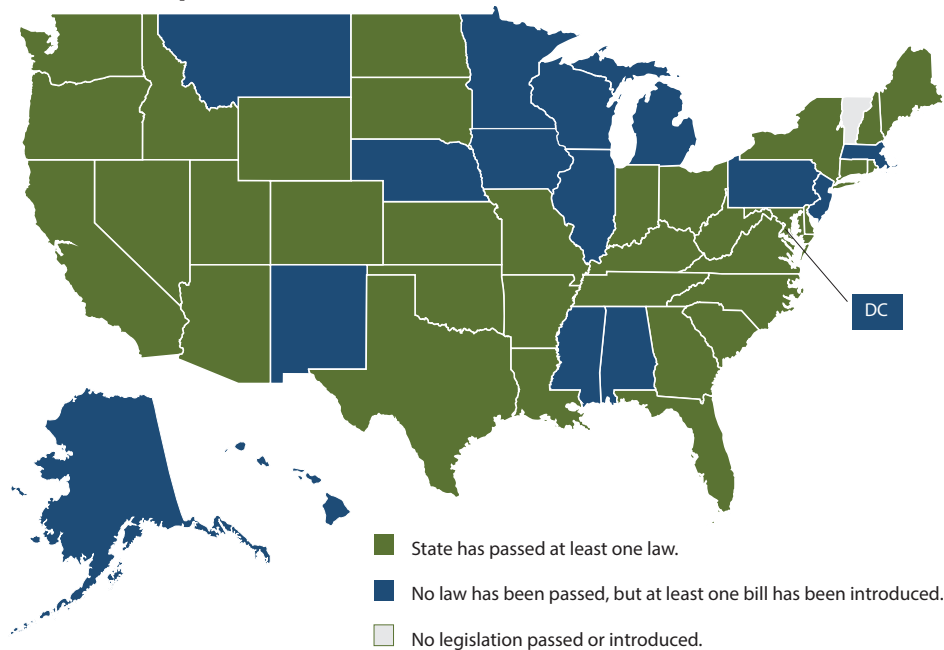 DC
State has passed at least one law.
No law has been passed, but at least one bill has been introduced.
No legislation passed or introduced.